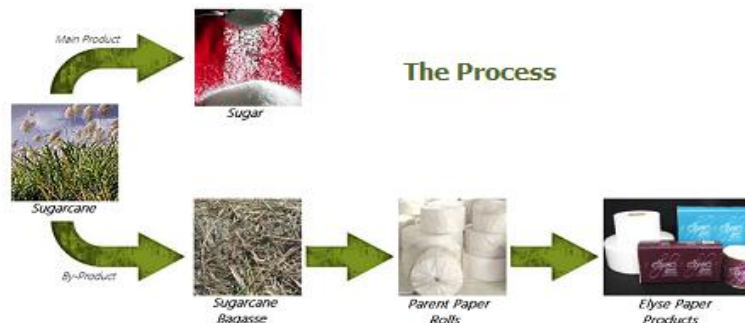 Main Product
The Process
Sugar
Sugarcane
By-Product
Sugarcane
Bagasse
Parent Paper
Rolls
Elyse Paper
Products